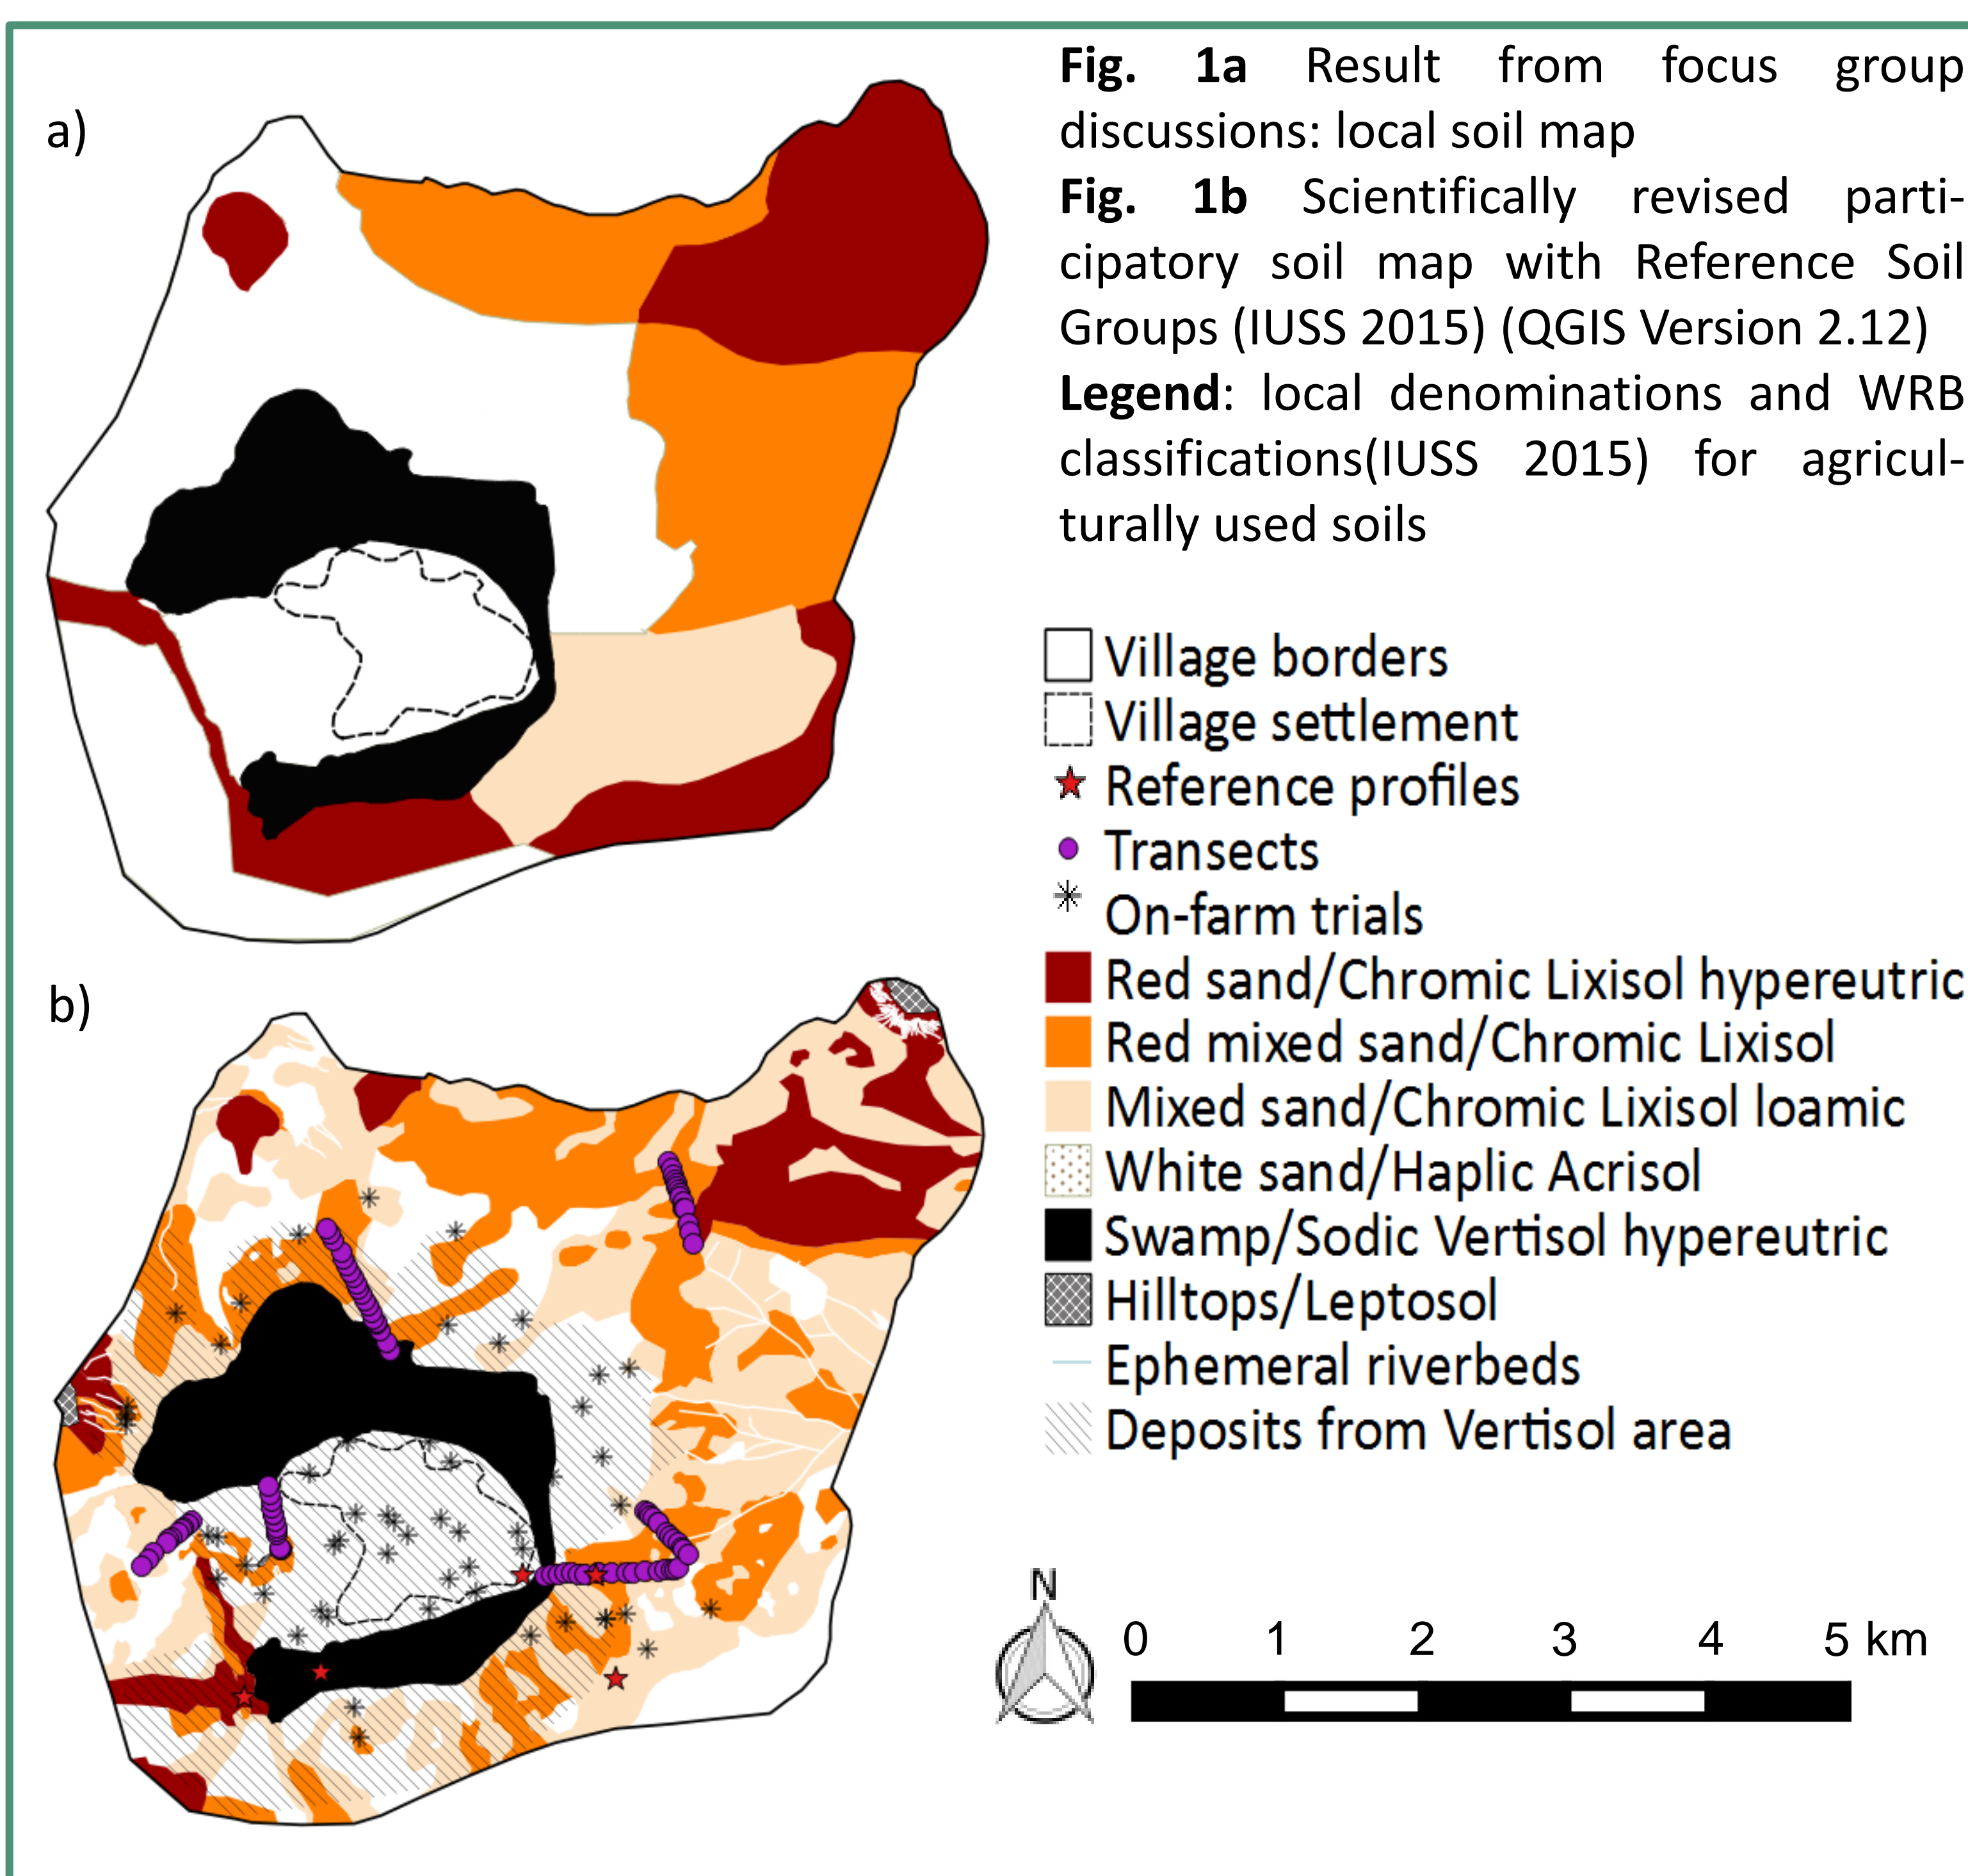 a)
Fig. 1a Result from focus group
discussions: local soil map
Fig. 1b Scientifically revised parti-
cipatory soil map with Reference Soil
Groups (IUSS 2015) (QGIS Version 2.12)
Legend: local denominations and WRB
classifications(IUSS 2015) for agricul-
turally used soils
Village borders
Village settlement
Reference profiles
Transects
On-farm trials
Red sand/Chromic Lixisol hypereutric
Red mixed sand/Chromic Lixisol
Mixed sand/Chromic Lixisol loamic
White sand/Haplic Acrisol
Swamp/Sodic Vertisol hypereutric
Hilltops/Leptosol
Ephemeral riverbeds
Deposits from Vertisol area
b)
N
0 1 2 3 4 5 km